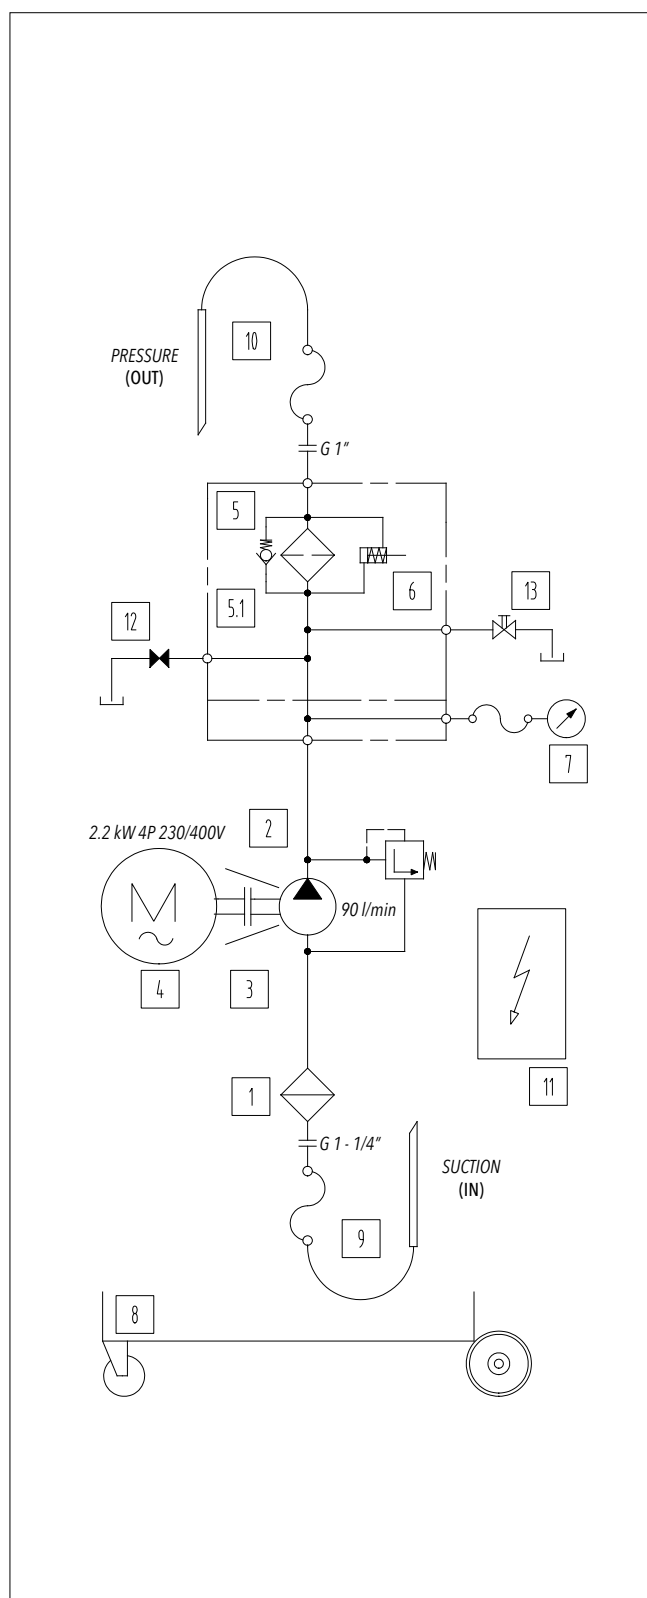 10
PRESSURE
(OUT)
G 1"
5
5.1
6
13
12
7
2
2.2 kW 4P 230/400V
M
90 l/min
4
3
11
1
G 1 - 1/4"
SUCTION
(IN)
9
8